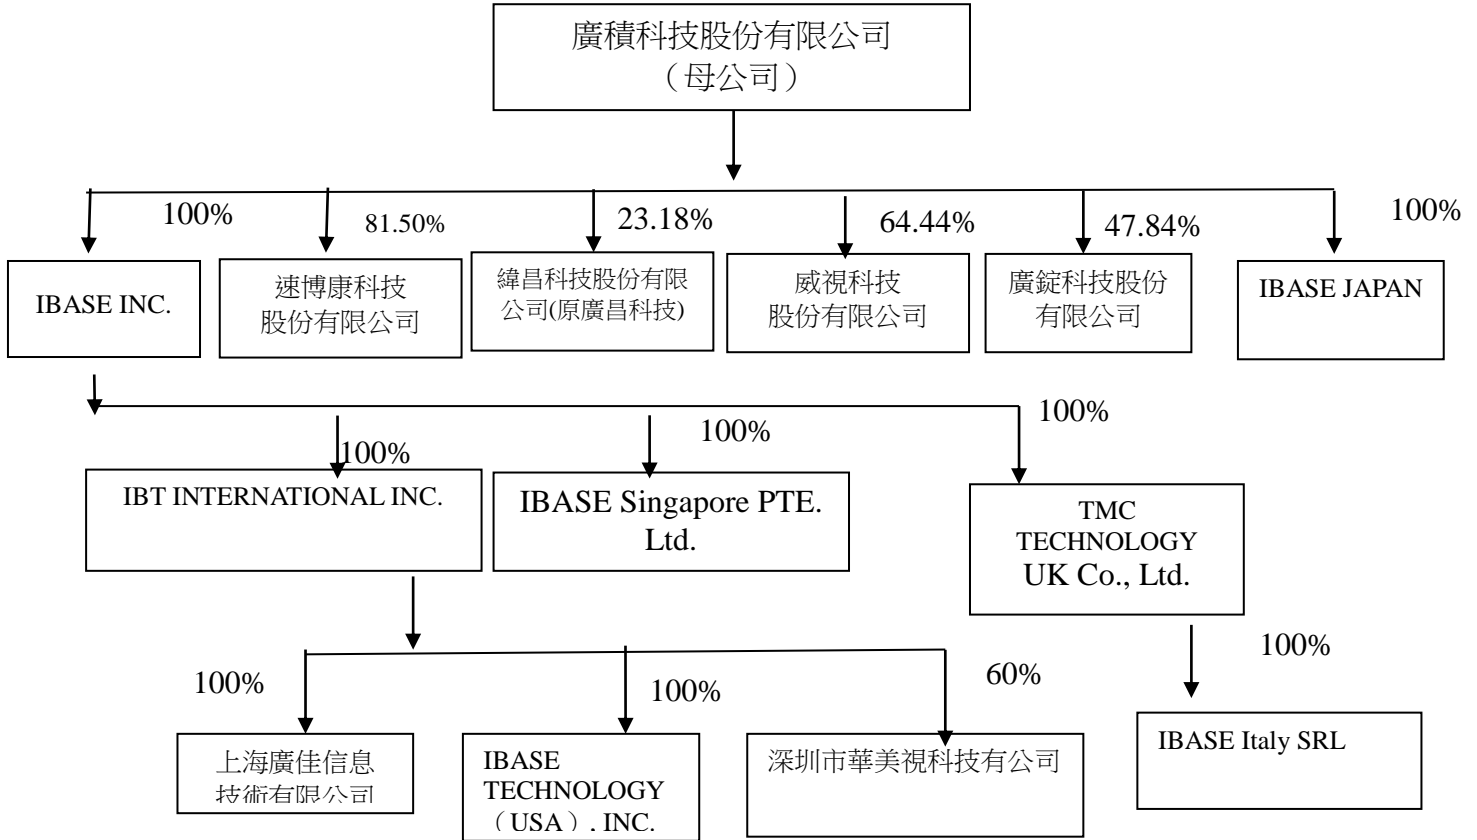 廣積科技股份有限公司
（母公司）
100%
81.50%
23.18%
64.44%
47.84%
100%
IBASE INC.
速博康科技
股份有限公司
緯昌科技股份有限
公司(原廣昌科技)
威視科技
股份有限公司
廣錠科技股份
有限公司
IBASE JAPAN
100%
100%
100%
IBT INTERNATIONAL INC.
IBASE Singapore PTE.
Ltd.
TMC
TECHNOLOGY
UK Co., Ltd.
100%
100%
60%
100%
上海廣佳信息
技術有限公司
IBASE
TECHNOLOGY
（USA）, INC.
深圳市華美視科技有公司
IBASE Italy SRL